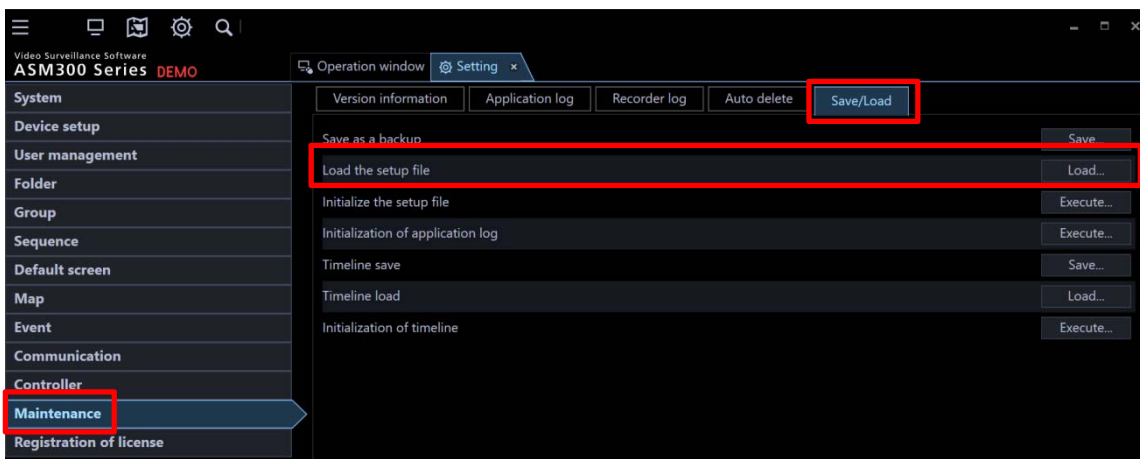 Video Surveillance Software
ASM300 Series DEMO
Operation window
Setting ×
System
Device setup
User management
Folder
Group
Sequence
Default screen
Map
Event
Communication
Controller
Maintenance
Registration of license
Version information
Application log
Recorder log
Auto delete
Save/Load
Save as a backup Save...
Load the setup file Load...
Initialize the setup file Execute...
Initialization of application log Execute...
Timeline save Save...
Timeline load Load...
Initialization of timeline Execute...